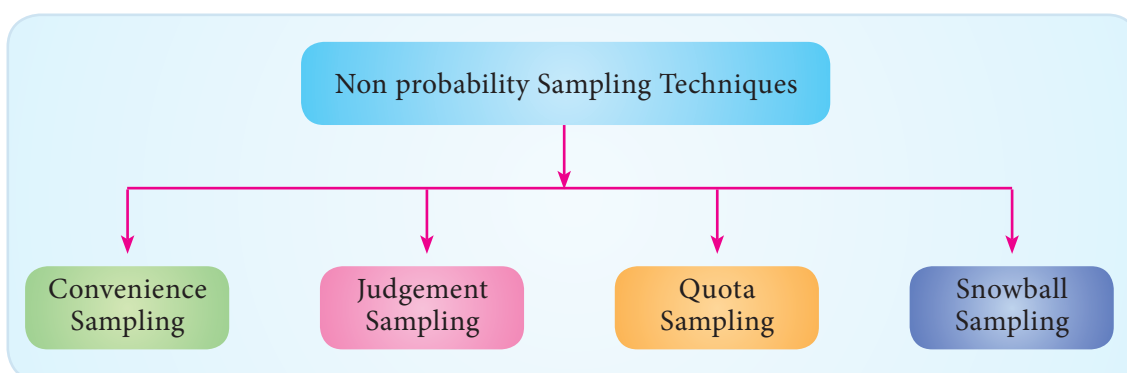 Non probability Sampling Techniques
Convenience
Sampling
Judgement
Sampling
Quota
Sampling
Snowball
Sampling